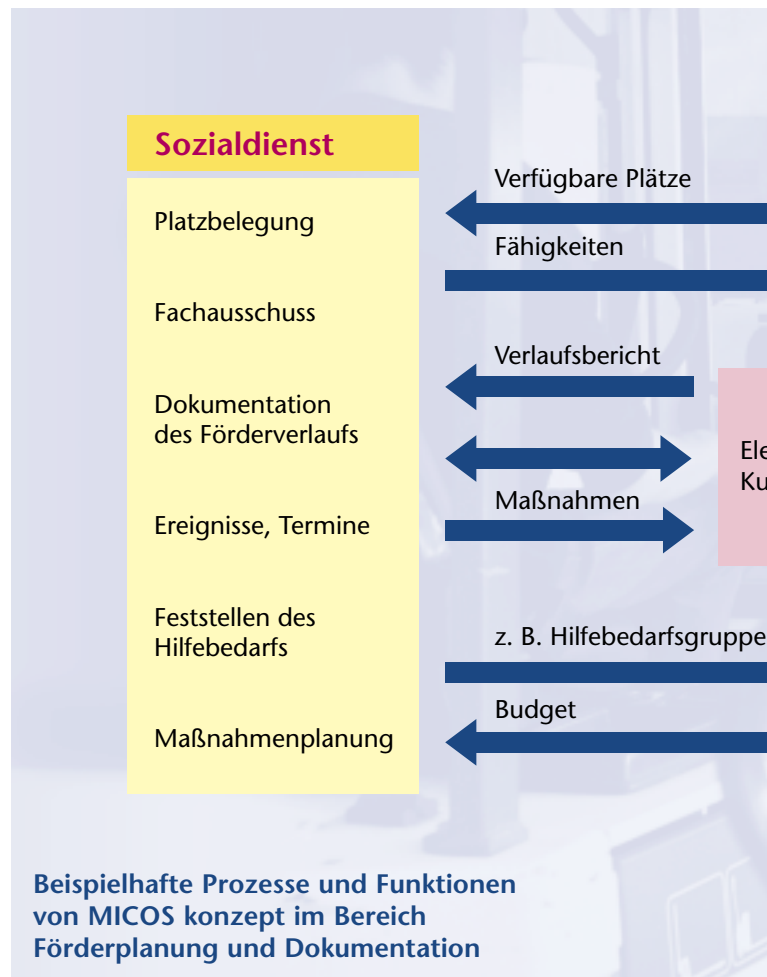 Sozialdienst
Platzbelegung
Fachausschuss
Dokumentation
des Förderverlaufs
Ereignisse, Termine
Feststellen des
Hilfebedarfs
Maßnahmenplanung
Verfügbare Plätze
Fähigkeiten
Verlaufsbericht
Maßnahmen
z. B. Hilfebedarfsgruppe
Budget
Beispielhafte Prozesse und Funktionen
von MICOS konzept im Bereich
Förderplanung und Dokumentation